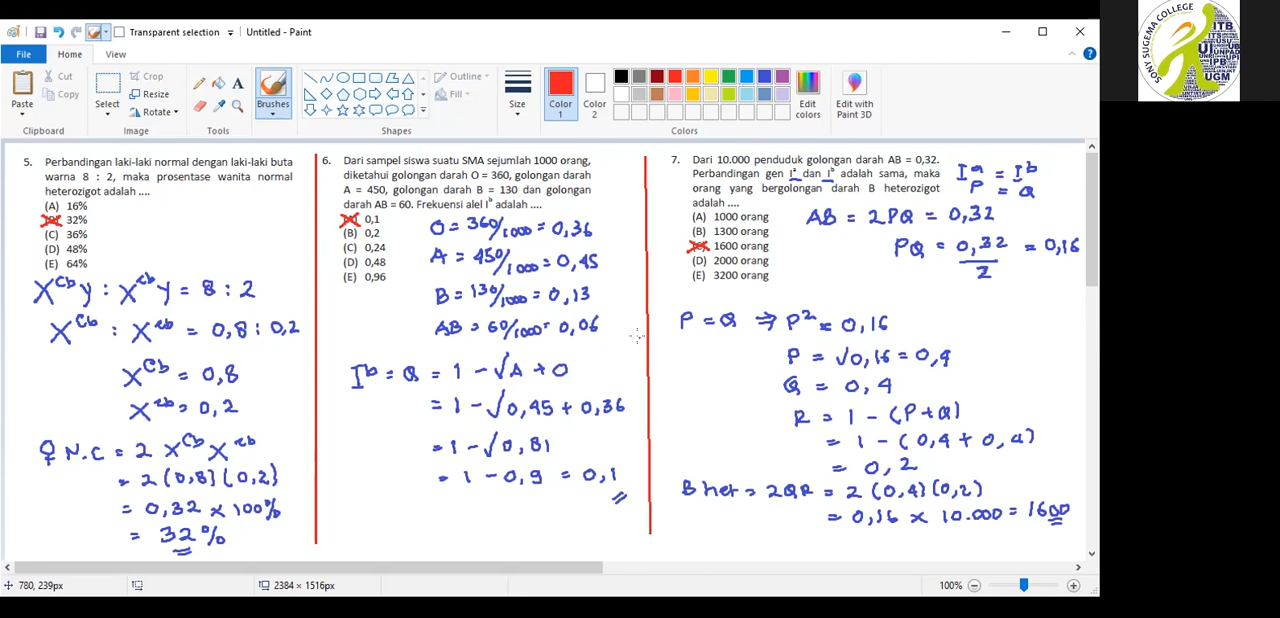 Transparent selection
Untitled - Paint
File
Home
View
Paste
Cut
Copy
Clipboard
Select
Crop
Resize
Rotate
Image
Tools
Brushes
Outline
Fill
Shapes
Size
Color 1
Color 2
Edit colors
Colors
Edit with Paint 3D
SONY SUGEMA COLLEGE
ITB
UI
UGM
5. Perbandingan laki-laki normal dengan laki-laki buta
warna 8 : 2, maka prosentase wanita normal
heterozigot adalah ....
(A) 16%
32%
(C) 36%
(D) 48%
(E) 64%
X^Cb Y : X^cb Y = 8 : 2
X^Cb : X^cb = 0,8 : 0,2
X^Cb = 0,8
X^cb = 0,2
♀ N.C = 2 X^Cb X^cb
= 2 (0,8) (0,2)
= 0,32 x 100%
= 32%
6. Dari sampel siswa suatu SMA sejumlah 1000 orang,
diketahui golongan darah O = 360, golongan darah
A = 450, golongan darah B = 130 dan golongan
darah AB = 60. Frekuensi alel I^b adalah ....
0,1
(B) 0,2
(C) 0,24
(D) 0,48
(E) 0,96
O = 360/1000 = 0,36
A = 450/1000 = 0,45
B = 130/1000 = 0,13
AB = 60/1000 = 0,06
I^b = Q = 1 - √A + O
= 1 - √0,45 + 0,36
= 1 - √0,81
= 1 - 0,9 = 0,1
7. Dari 10.000 penduduk golongan darah AB = 0,32.
Perbandingan gen I^a dan I^b adalah sama, maka
orang yang bergolongan darah B heterozigot
adalah ....
(A) 1000 orang
(B) 1300 orang
1600 orang
(D) 2000 orang
(E) 3200 orang
I^a = I^b
P = Q
AB = 2PQ = 0,32
PQ = 0,32/2 = 0,16
P = Q ⇒ P² = 0,16
P = √0,16 = 0,4
Q = 0,4
R = 1 - (P+Q)
= 1 - (0,4 + 0,4)
= 0,2
B het = 2QR = 2 (0,4) (0,2)
= 0,16 x 10.000 = 1600
780, 239px
2384 × 1516px
100%